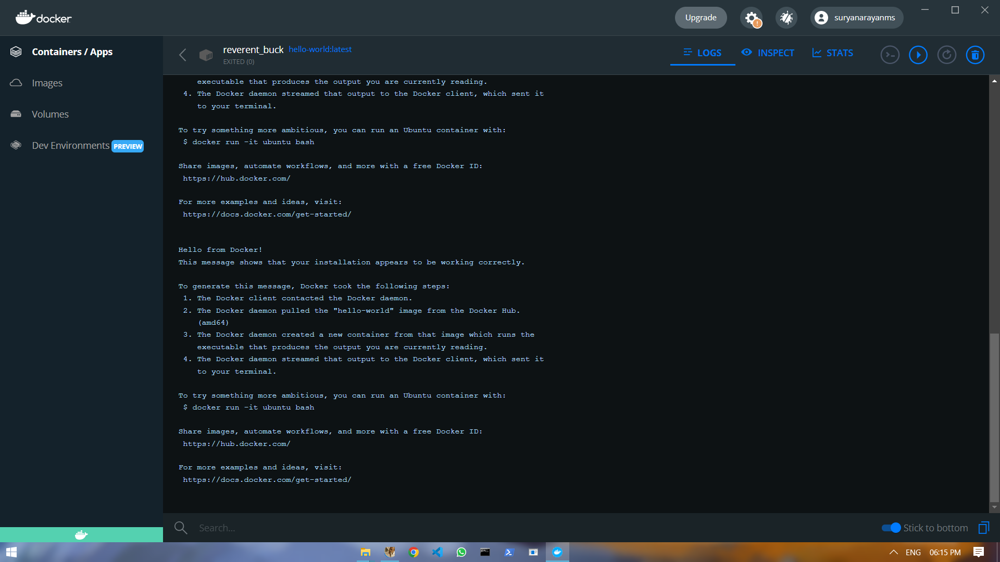 docker
Upgrade
suryanarayanms
Containers / Apps
Images
Volumes
Dev Environments PREVIEW
reverent_buck hello-world:latest
EXITED (0)
LOGS
INSPECT
STATS
executable that produces the output you are currently reading.
4. The Docker daemon streamed that output to the Docker client, which sent it
to your terminal.
To try something more ambitious, you can run an Ubuntu container with:
$ docker run -it ubuntu bash
Share images, automate workflows, and more with a free Docker ID:
https://hub.docker.com/
For more examples and ideas, visit:
https://docs.docker.com/get-started/
Hello from Docker!
This message shows that your installation appears to be working correctly.
To generate this message, Docker took the following steps:
1. The Docker client contacted the Docker daemon.
2. The Docker daemon pulled the "hello-world" image from the Docker Hub.
(amd64)
3. The Docker daemon created a new container from that image which runs the
executable that produces the output you are currently reading.
4. The Docker daemon streamed that output to the Docker client, which sent it
to your terminal.
To try something more ambitious, you can run an Ubuntu container with:
$ docker run -it ubuntu bash
Share images, automate workflows, and more with a free Docker ID:
https://hub.docker.com/
For more examples and ideas, visit:
https://docs.docker.com/get-started/
Search...
Stick to bottom
ENG
06:15 PM